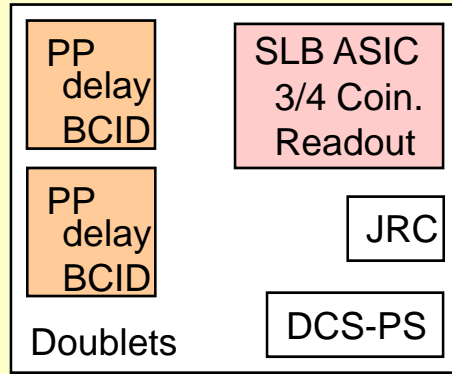 PP
delay
BCID
SLB ASIC
3/4 Coin.
Readout
PP
delay
BCID
JRC
DCS-PS
Doublets